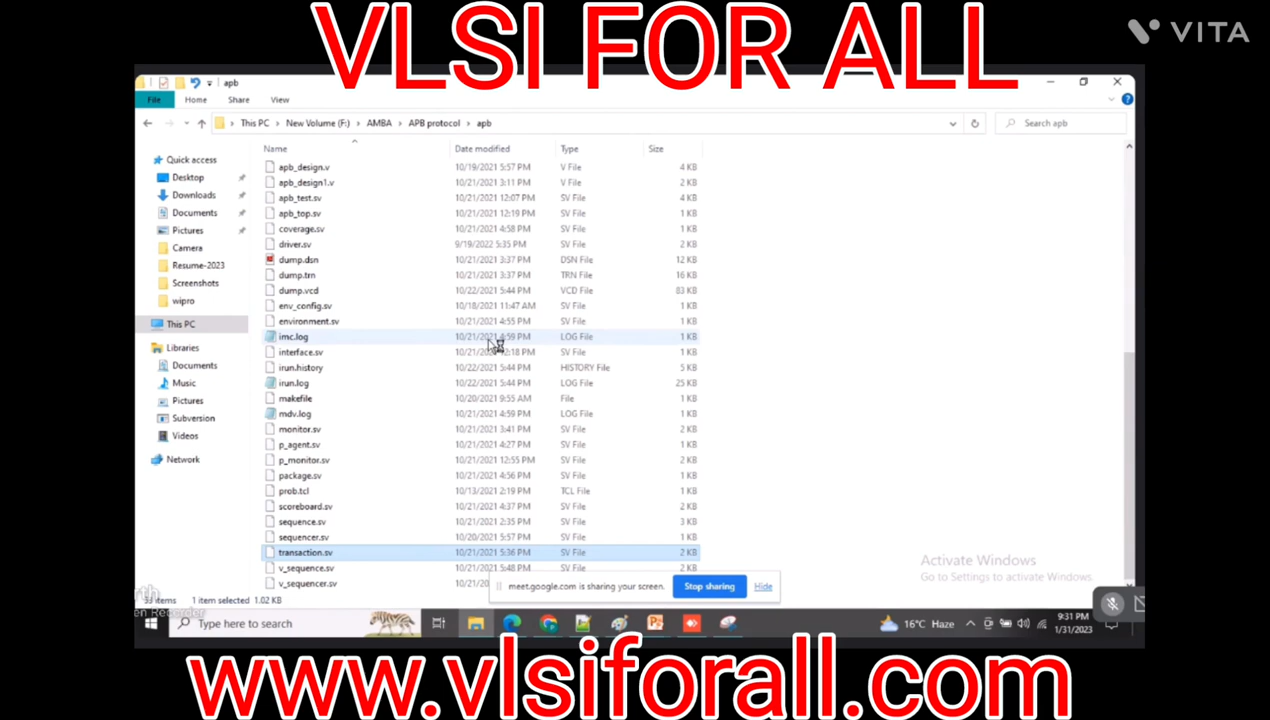 VLSI FOR ALL
VITA
apb
File Home Share View
This PC New Volume (F:) AMBA APB protocol apb
Search apb
Name Date modified Type Size
Quick access
Desktop
Downloads
Documents
Pictures
Camera
Resume-2023
Screenshots
wipro
This PC
Libraries
Documents
Music
Pictures
Subversion
Videos
Network
apb_design.v 10/19/2021 5:57 PM V File 4 KB
apb_design1.v 10/21/2021 3:11 PM V File 2 KB
apb_test.sv 10/21/2021 12:07 PM SV File 4 KB
apb_top.sv 10/21/2021 12:19 PM SV File 1 KB
coverage.sv 10/21/2021 4:58 PM SV File 1 KB
driver.sv 9/19/2022 5:35 PM SV File 2 KB
dump.dsn 10/21/2021 3:37 PM DSN File 12 KB
dump.trn 10/21/2021 3:37 PM TRN File 16 KB
dump.vcd 10/22/2021 5:44 PM VCD File 83 KB
env_config.sv 10/18/2021 11:47 AM SV File 1 KB
environment.sv 10/21/2021 4:55 PM SV File 1 KB
imc.log 10/21/2021 4:59 PM LOG File 1 KB
interface.sv SV File 1 KB
irun.history 10/22/2021 5:44 PM HISTORY File 5 KB
irun.log 10/22/2021 5:44 PM LOG File 25 KB
makefile 10/20/2021 9:55 AM File 1 KB
mdv.log 10/21/2021 4:59 PM LOG File 1 KB
monitor.sv 10/21/2021 3:41 PM SV File 2 KB
p_agent.sv 10/21/2021 4:27 PM SV File 1 KB
p_monitor.sv 10/21/2021 12:55 PM SV File 2 KB
package.sv 10/21/2021 4:56 PM SV File 1 KB
prob.tcl 10/13/2021 2:19 PM TCL File 1 KB
scoreboard.sv 10/21/2021 4:37 PM SV File 1 KB
sequence.sv 10/21/2021 2:35 PM SV File 3 KB
sequencer.sv 10/20/2021 5:57 PM SV File 1 KB
transaction.sv 10/21/2021 5:36 PM SV File 2 KB
v_sequence.sv 10/21/2021 5:48 PM SV File 2 KB
v_sequencer.sv
Activate Windows
Go to Settings to activate Windows.
meet.google.com is sharing your screen. Stop sharing Hide
33 items 1 item selected 1.02 KB
Type here to search
16°C Haze
9:31 PM
1/31/2023
www.vlsiforall.com